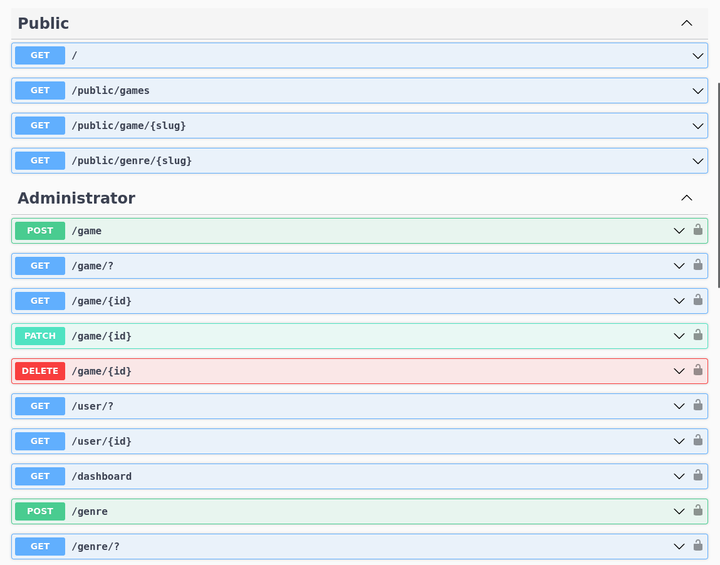 Public
GET /
GET /public/games
GET /public/game/{slug}
GET /public/genre/{slug}
Administrator
POST /game
GET /game/?
GET /game/{id}
PATCH /game/{id}
DELETE /game/{id}
GET /user/?
GET /user/{id}
GET /dashboard
POST /genre
GET /genre/?